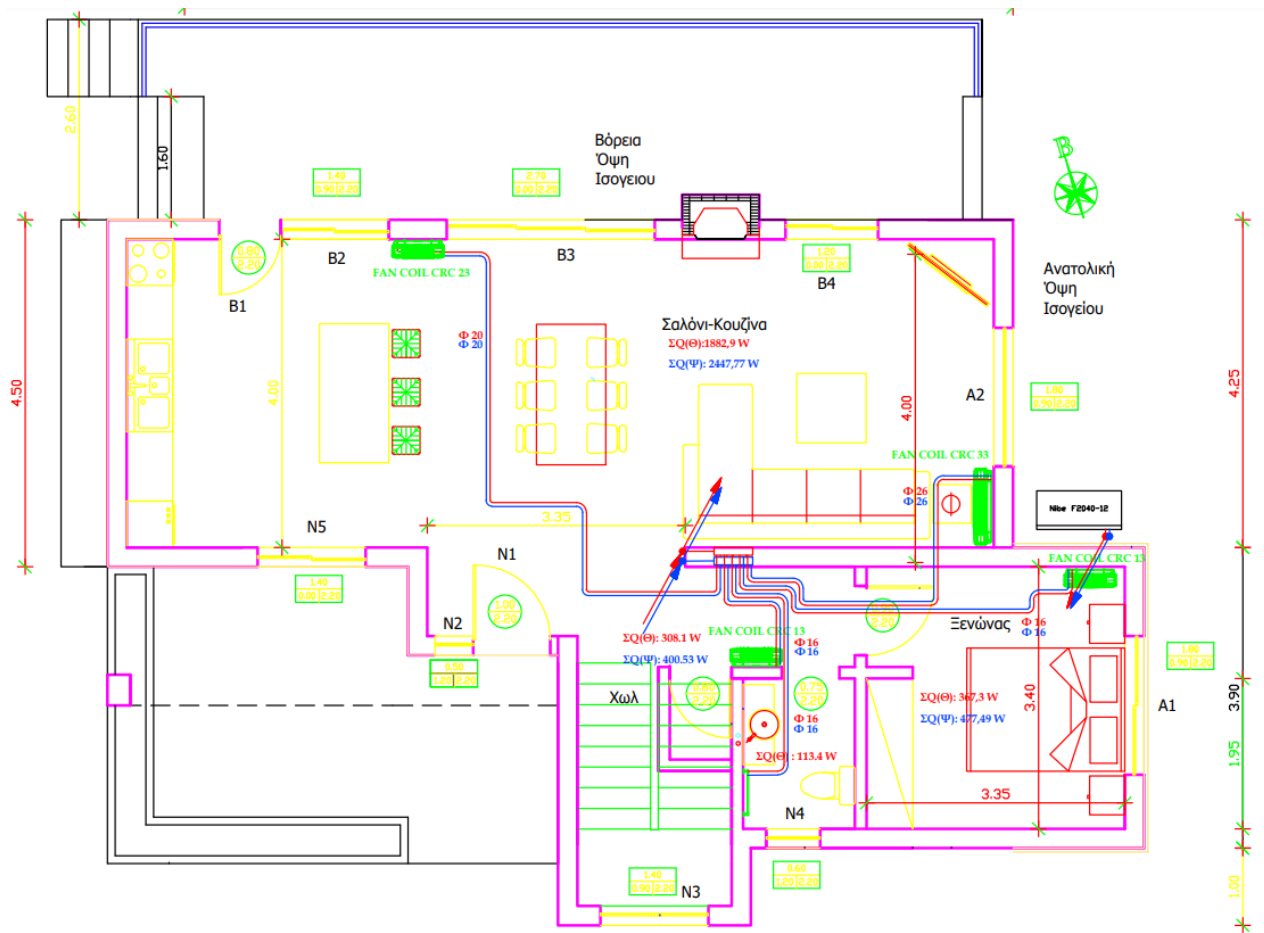 2.60
1.60
Βόρεια
Όψη
Ισογειου
B
1.40
0.90 2.20
2.70
0.00 2.20
0.80
2.20
B1
B2
B3
FAN COIL CRC 23
1.20
0.00 2.20
B4
Ανατολική
Όψη
Ισογείου
Φ 20
Φ 20
Σαλόνι-Κουζίνα
ΣQ(Θ):1882,9 W
ΣQ(Ψ): 2447,77 W
4.50
4.00
4.00
A2
1.80
0.90 2.20
4.25
FAN COIL CRC 33
Φ 26
Φ 26
Nibe F2040-12
3.35
N5
N1
1.40
0.00 2.20
1.00
2.20
N2
0.50
1.20 2.20
FAN COIL CRC 13
0.80
2.20
Ξενώνας
Φ 16
Φ 16
ΣQ(Θ): 308.1 W
ΣQ(Ψ): 400.53 W
FAN COIL CRC 13
Φ 16
Φ 16
1.80
0.90 2.20
Χωλ
0.80
2.20
0.75
2.20
ΣQ(Θ): 367,3 W
ΣQ(Ψ): 477,49 W
3.40
A1
3.90
Φ 16
Φ 16
ΣQ(Θ) : 113.4 W
1.95
3.35
N4
0.60
1.20 2.20
1.40
0.90 2.20
N3
1.00